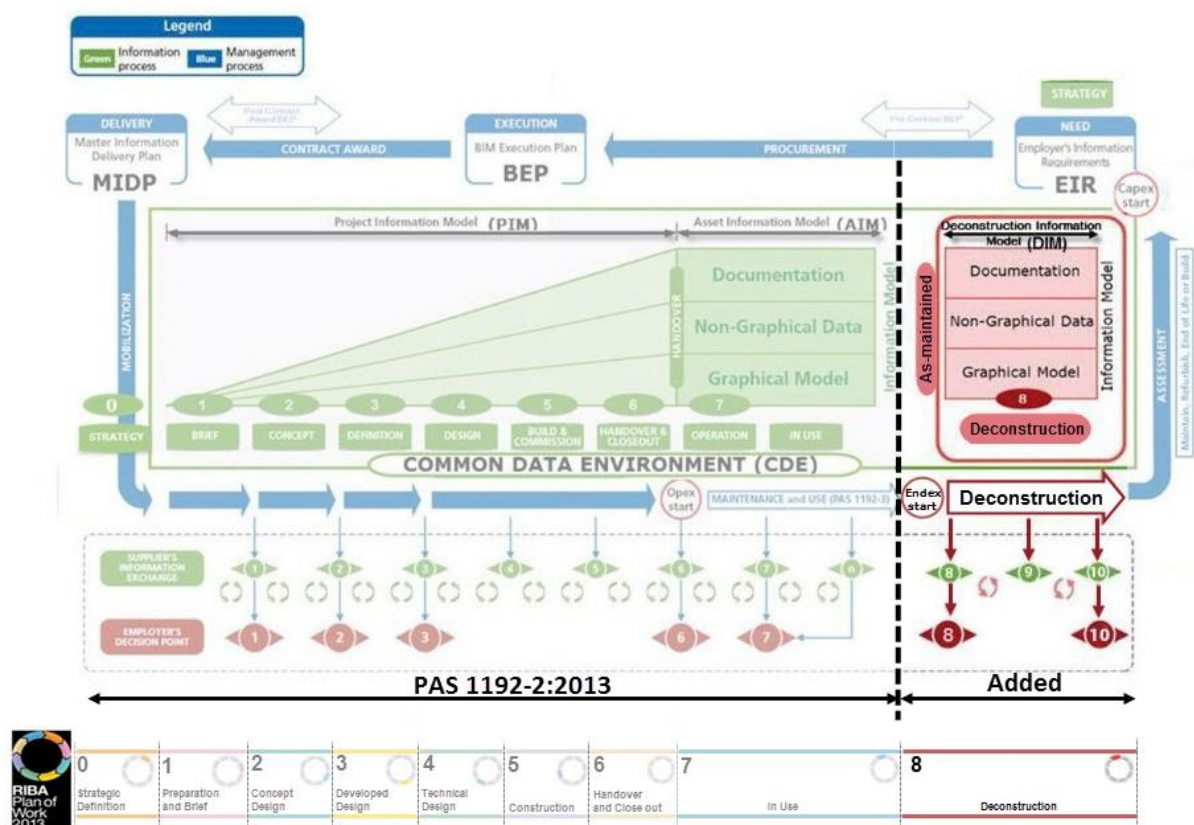 Legend
Green Information process
Blue Management process
STRATEGY
Post Contract Award BEP
Pre Contract BEP
DELIVERY
Master Information
Delivery Plan
MIDP
CONTRACT AWARD
EXECUTION
BIM Execution Plan
BEP
PROCUREMENT
NEED
Employer's Information
Requirements
EIR
Capex
start
MOBILIZATION
Project Information Model (PIM)
Asset Information Model (AIM)
Deconstruction Information
Model (DIM)
Documentation
Non-Graphical Data
Graphical Model
HANDOVER
Information Model
As-maintained
Documentation
Non-Graphical Data
Graphical Model
8
Deconstruction
Information Model
ASSESSMENT
Maintain, Refurbhh, End of Life or Build
0 1 2 3 4 5 6 7
STRATEGY
BRIEF
CONCEPT
DEFINITION
DESIGN
BUILD &
COMMISSION
HANDOVER &
CLOSEOUT
OPERATION
IN USE
COMMON DATA ENVIRONMENT (CDE)
Opex
start
MAINTENANCE and USE (PAS 1192-3)
Endex
start
Deconstruction
SUPPLIER'S
INFORMATION
EXCHANGE
1 2 3 4 5 6 7 n 8 9 10
EMPLOYER'S
DECISION POINT
1 2 3 6 7 8 10
PAS 1192-2:2013
Added
RIBA
Plan of
Work
2013
0
Strategic
Definition
1
Preparation
and Brief
2
Concept
Design
3
Developed
Design
4
Technical
Design
5
Construction
6
Handover
and Close out
7
In Use
8
Deconstruction